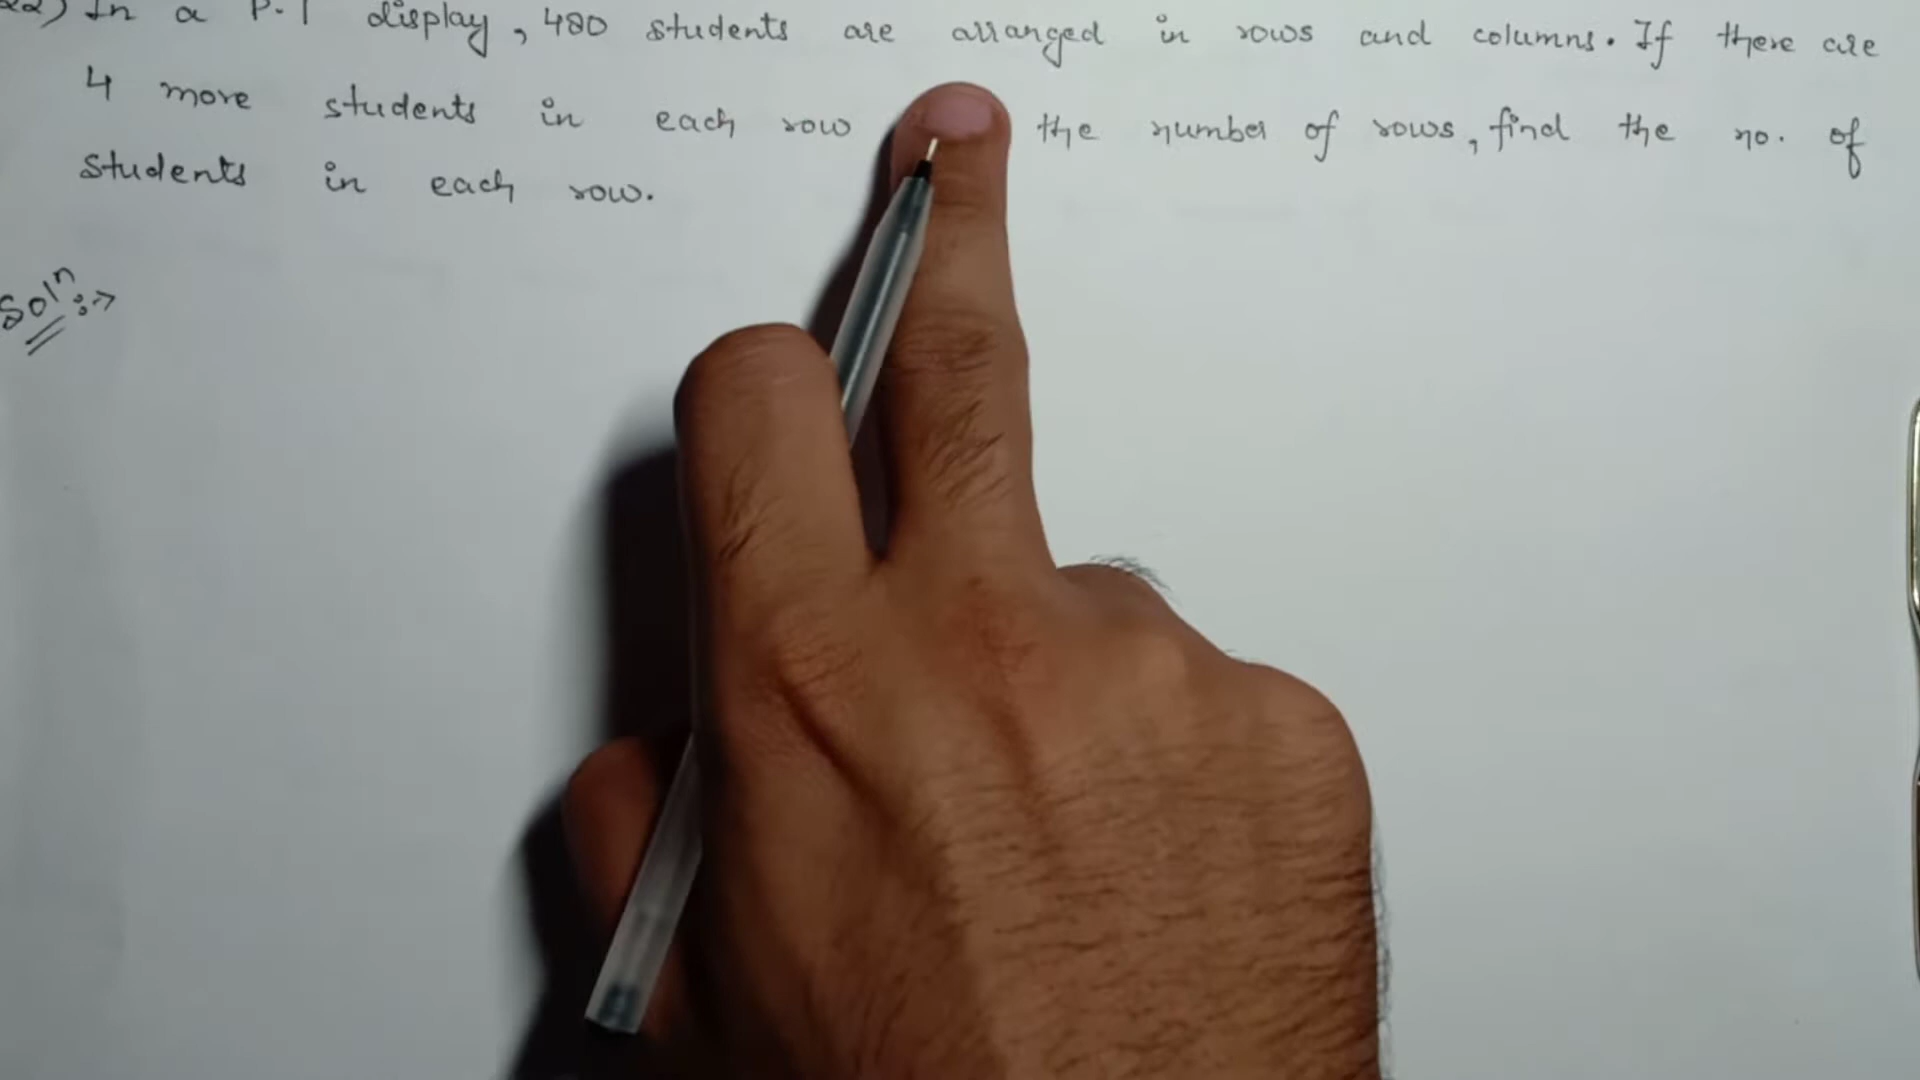 22) In a P.T display, 480 students are arranged in rows and columns. If there are
4 more students in each row the number of rows, find the no. of
students in each row.
Soln:→